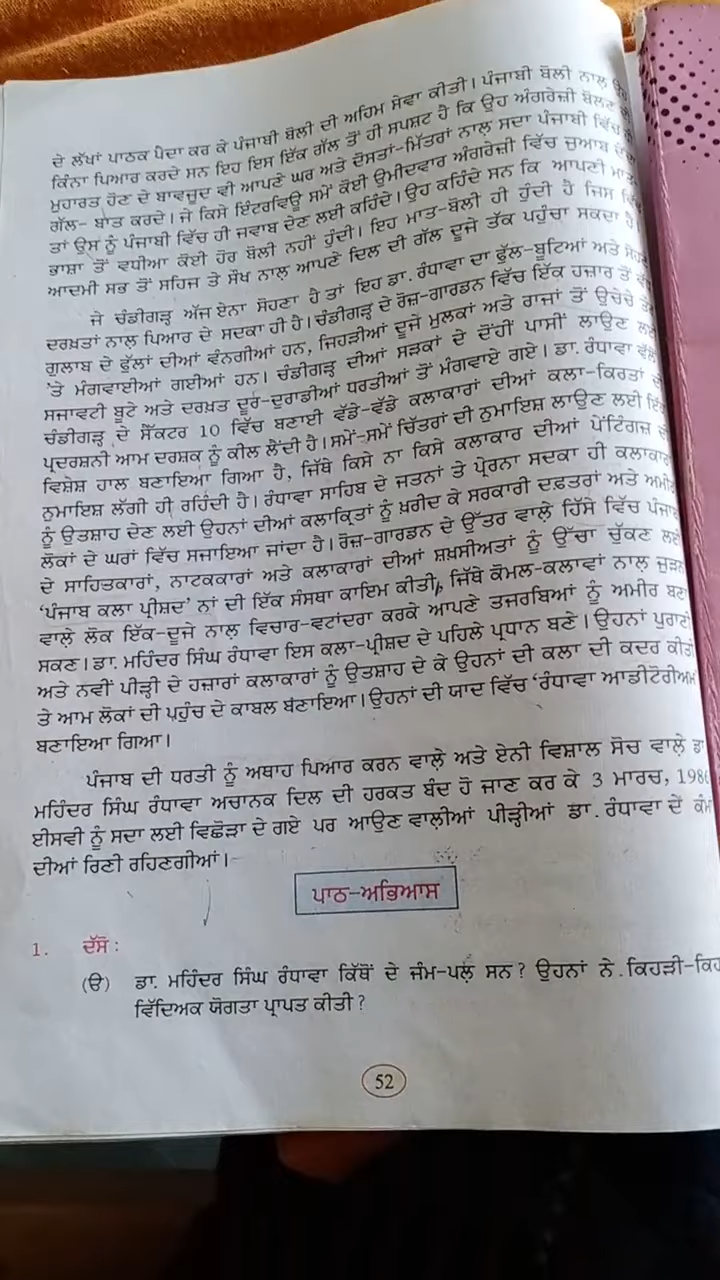 ਦੇ ਲੱਖਾਂ ਪਾਠਕ ਪੈਦਾ ਕਰ ਕੇ ਪੰਜਾਬੀ ਬੋਲੀ ਦੀ ਅਹਿਮ ਸੇਵਾ ਕੀਤੀ। ਪੰਜਾਬੀ ਬੋਲੀ ਨਾਲ਼
ਕਿੰਨਾ ਪਿਆਰ ਕਰਦੇ ਸਨ ਇਹ ਇਸ ਇੱਕ ਗੱਲ ਤੋਂ ਹੀ ਸਪਸ਼ਟ ਹੈ ਕਿ ਉਹ ਅੰਗਰੇਜ਼ੀ ਬੋਲਣ
ਮੁਹਾਰਤ ਹੋਣ ਦੇ ਬਾਵਜੂਦ ਵੀ ਆਪਣੇ ਘਰ ਅਤੇ ਦੋਸਤਾਂ-ਮਿੱਤਰਾਂ ਨਾਲ਼ ਸਦਾ ਪੰਜਾਬੀ ਵਿੱਚ
ਗੱਲ- ਬਾਤ ਕਰਦੇ। ਜੇ ਕਿਸੇ ਇੰਟਰਵਿਊ ਸਮੇਂ ਕੋਈ ਉਮੀਦਵਾਰ ਅੰਗਰੇਜ਼ੀ ਵਿੱਚ ਜੁਆਬ
ਤਾਂ ਉਸ ਨੂੰ ਪੰਜਾਬੀ ਵਿੱਚ ਹੀ ਜਵਾਬ ਦੇਣ ਲਈ ਕਹਿੰਦੇ। ਉਹ ਕਹਿੰਦੇ ਸਨ ਕਿ ਆਪਣੀ ਮਾਤ-
ਭਾਸ਼ਾ ਤੋਂ ਵਧੀਆ ਕੋਈ ਹੋਰ ਬੋਲੀ ਨਹੀਂ ਹੁੰਦੀ। ਇਹ ਮਾਤ-ਬੋਲੀ ਹੀ ਹੁੰਦੀ ਹੈ ਜਿਸ
ਆਦਮੀ ਸਭ ਤੋਂ ਸਹਿਜ ਤੇ ਸੌਖ ਨਾਲ਼ ਆਪਣੇ ਦਿਲ ਦੀ ਗੱਲ ਦੂਜੇ ਤੱਕ ਪਹੁੰਚਾ ਸਕਦਾ ਹੈ।
ਜੇ ਚੰਡੀਗੜ੍ਹ ਅੱਜ ਏਨਾ ਸੋਹਣਾ ਹੈ ਤਾਂ ਇਹ ਡਾ. ਰੰਧਾਵਾ ਦਾ ਫੁੱਲ-ਬੂਟਿਆਂ ਅਤੇ
ਦਰਖ਼ਤਾਂ ਨਾਲ਼ ਪਿਆਰ ਦੇ ਸਦਕਾ ਹੀ ਹੈ। ਚੰਡੀਗੜ੍ਹ ਦੇ ਰੋਜ਼-ਗਾਰਡਨ ਵਿੱਚ ਇੱਕ ਹਜ਼ਾਰ ਤੋਂ ਵੱਧ
ਗੁਲਾਬ ਦੇ ਫੁੱਲਾਂ ਦੀਆਂ ਵੰਨਗੀਆਂ ਹਨ, ਜਿਹੜੀਆਂ ਦੂਜੇ ਮੁਲਕਾਂ ਅਤੇ ਰਾਜਾਂ ਤੋਂ ਉਚੇਚੇ ਤੌਰ
'ਤੇ ਮੰਗਵਾਈਆਂ ਗਈਆਂ ਹਨ। ਚੰਡੀਗੜ੍ਹ ਦੀਆਂ ਸੜਕਾਂ ਦੇ ਦੋਂਹੀਂ ਪਾਸੀਂ ਲਾਉਣ ਲਈ
ਸਜਾਵਟੀ ਬੂਟੇ ਅਤੇ ਦਰਖ਼ਤ ਦੂਰ-ਦੁਰਾਡੀਆਂ ਧਰਤੀਆਂ ਤੋਂ ਮੰਗਵਾਏ ਗਏ। ਡਾ. ਰੰਧਾਵਾ ਵੱਲੋਂ
ਚੰਡੀਗੜ੍ਹ ਦੇ ਸੈੱਕਟਰ 10 ਵਿੱਚ ਬਣਾਈ ਵੱਡੇ-ਵੱਡੇ ਕਲਾਕਾਰਾਂ ਦੀਆਂ ਕਲਾ-ਕਿਰਤਾਂ ਦੀ
ਪ੍ਰਦਰਸ਼ਨੀ ਆਮ ਦਰਸ਼ਕ ਨੂੰ ਕੀਲ ਲੈਂਦੀ ਹੈ। ਸਮੇਂ-ਸਮੇਂ ਚਿੱਤਰਾਂ ਦੀ ਨੁਮਾਇਸ਼ ਲਾਉਣ ਲਈ ਇੱਕ
ਵਿਸ਼ੇਸ਼ ਹਾਲ ਬਣਾਇਆ ਗਿਆ ਹੈ, ਜਿੱਥੇ ਕਿਸੇ ਨਾ ਕਿਸੇ ਕਲਾਕਾਰ ਦੀਆਂ ਪੇਂਟਿੰਗਜ਼ ਦੀ
ਨੁਮਾਇਸ਼ ਲੱਗੀ ਹੀ ਰਹਿੰਦੀ ਹੈ। ਰੰਧਾਵਾ ਸਾਹਿਬ ਦੇ ਜਤਨਾਂ ਤੇ ਪ੍ਰੇਰਨਾ ਸਦਕਾ ਹੀ ਕਲਾਕਾਰਾਂ
ਨੂੰ ਉਤਸ਼ਾਹ ਦੇਣ ਲਈ ਉਹਨਾਂ ਦੀਆਂ ਕਲਾਕ੍ਰਿਤਾਂ ਨੂੰ ਖ਼ਰੀਦ ਕੇ ਸਰਕਾਰੀ ਦਫ਼ਤਰਾਂ ਅਤੇ ਅਮੀਰ
ਲੋਕਾਂ ਦੇ ਘਰਾਂ ਵਿੱਚ ਸਜਾਇਆ ਜਾਂਦਾ ਹੈ। ਰੋਜ਼-ਗਾਰਡਨ ਦੇ ਉੱਤਰ ਵਾਲ਼ੇ ਹਿੱਸੇ ਵਿੱਚ ਪੰਜਾਬ
ਦੇ ਸਾਹਿਤਕਾਰਾਂ, ਨਾਟਕਕਾਰਾਂ ਅਤੇ ਕਲਾਕਾਰਾਂ ਦੀਆਂ ਸ਼ਖ਼ਸੀਅਤਾਂ ਨੂੰ ਉੱਚਾ ਚੁੱਕਣ ਲਈ
'ਪੰਜਾਬ ਕਲਾ ਪ੍ਰੀਸ਼ਦ' ਨਾਂ ਦੀ ਇੱਕ ਸੰਸਥਾ ਕਾਇਮ ਕੀਤੀ, ਜਿੱਥੇ ਕੋਮਲ-ਕਲਾਵਾਂ ਨਾਲ਼ ਜੁੜਨ
ਵਾਲ਼ੇ ਲੋਕ ਇੱਕ-ਦੂਜੇ ਨਾਲ਼ ਵਿਚਾਰ-ਵਟਾਂਦਰਾ ਕਰਕੇ ਆਪਣੇ ਤਜਰਬਿਆਂ ਨੂੰ ਅਮੀਰ ਬਣਾ
ਸਕਣ। ਡਾ. ਮਹਿੰਦਰ ਸਿੰਘ ਰੰਧਾਵਾ ਇਸ ਕਲਾ-ਪ੍ਰੀਸ਼ਦ ਦੇ ਪਹਿਲੇ ਪ੍ਰਧਾਨ ਬਣੇ। ਉਹਨਾਂ ਪੁਰਾਣੀ
ਅਤੇ ਨਵੀਂ ਪੀੜ੍ਹੀ ਦੇ ਹਜ਼ਾਰਾਂ ਕਲਾਕਾਰਾਂ ਨੂੰ ਉਤਸ਼ਾਹ ਦੇ ਕੇ ਉਹਨਾਂ ਦੀ ਕਲਾ ਦੀ ਕਦਰ ਕੀਤੀ
ਤੇ ਆਮ ਲੋਕਾਂ ਦੀ ਪਹੁੰਚ ਦੇ ਕਾਬਲ ਬਣਾਇਆ। ਉਹਨਾਂ ਦੀ ਯਾਦ ਵਿੱਚ 'ਰੰਧਾਵਾ ਆਡੀਟੋਰੀਅਮ'
ਬਣਾਇਆ ਗਿਆ।
ਪੰਜਾਬ ਦੀ ਧਰਤੀ ਨੂੰ ਅਥਾਹ ਪਿਆਰ ਕਰਨ ਵਾਲ਼ੇ ਅਤੇ ਏਨੀ ਵਿਸ਼ਾਲ ਸੋਚ ਵਾਲ਼ੇ ਡਾ.
ਮਹਿੰਦਰ ਸਿੰਘ ਰੰਧਾਵਾ ਅਚਾਨਕ ਦਿਲ ਦੀ ਹਰਕਤ ਬੰਦ ਹੋ ਜਾਣ ਕਰ ਕੇ 3 ਮਾਰਚ, 1986
ਈਸਵੀ ਨੂੰ ਸਦਾ ਲਈ ਵਿਛੋੜਾ ਦੇ ਗਏ ਪਰ ਆਉਣ ਵਾਲ਼ੀਆਂ ਪੀੜ੍ਹੀਆਂ ਡਾ. ਰੰਧਾਵਾ ਦੇ ਕੰਮਾਂ
ਦੀਆਂ ਰਿਣੀ ਰਹਿਣਗੀਆਂ।
ਪਾਠ-ਅਭਿਆਸ
1. ਦੱਸੋ :
(ੳ) ਡਾ. ਮਹਿੰਦਰ ਸਿੰਘ ਰੰਧਾਵਾ ਕਿੱਥੋਂ ਦੇ ਜੰਮ-ਪਲ਼ ਸਨ? ਉਹਨਾਂ ਨੇ ਕਿਹੜੀ-
ਵਿੱਦਿਅਕ ਯੋਗਤਾ ਪ੍ਰਾਪਤ ਕੀਤੀ?
52